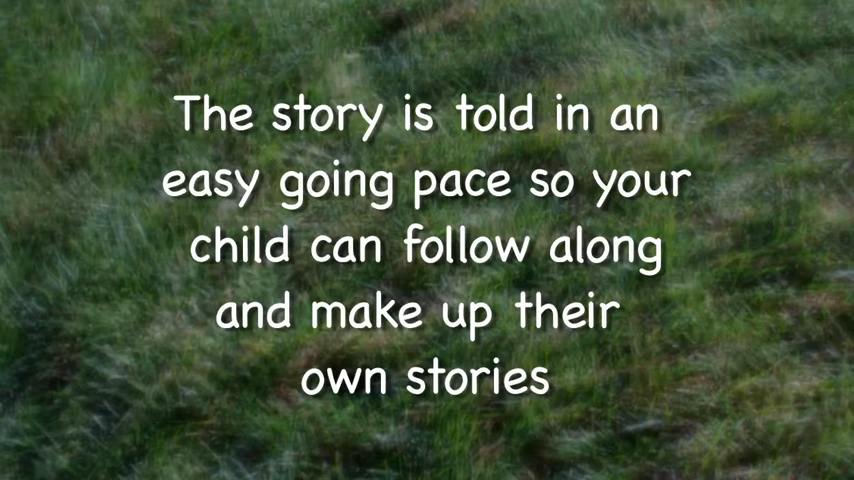 The story is told in an
easy going pace so your
child can follow along
and make up their
own stories